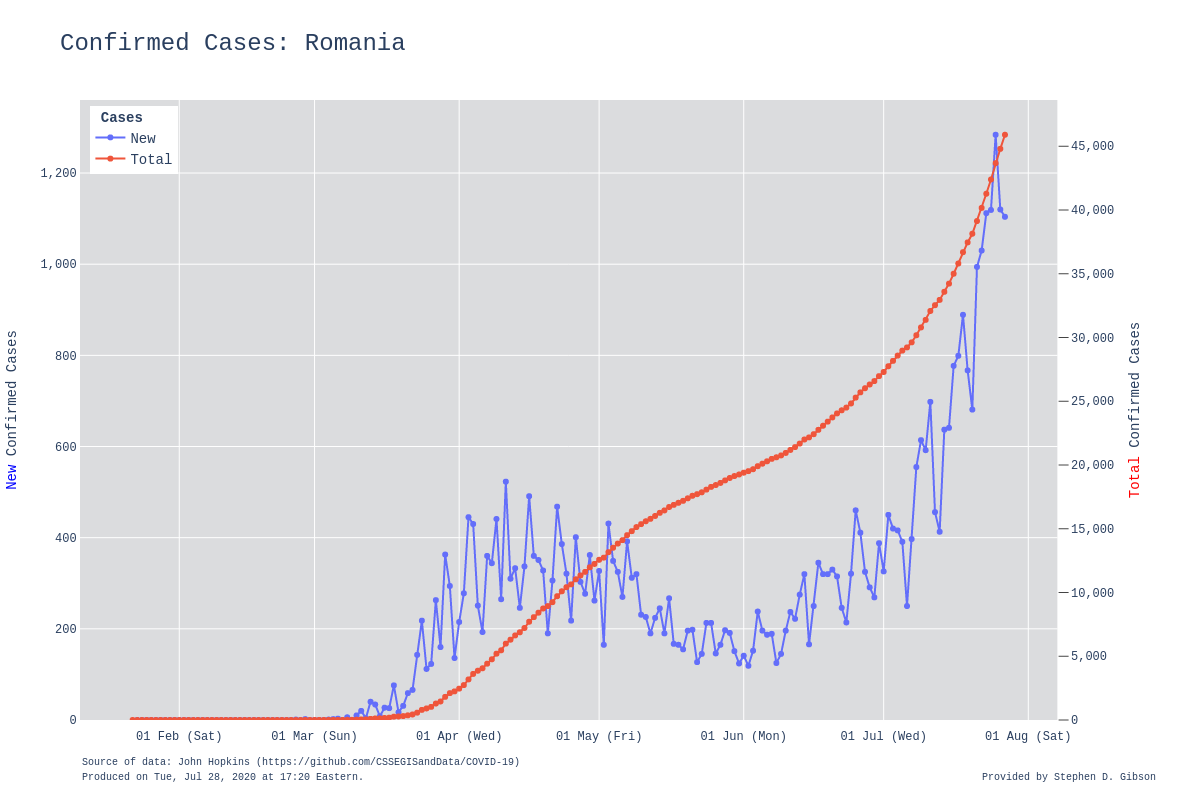 Confirmed Cases: Romania
Cases
New
Total
1,200
1,000
800
600
400
200
0
New Confirmed Cases
45,000
40,000
35,000
30,000
25,000
20,000
15,000
10,000
5,000
0
Total Confirmed Cases
01 Feb (Sat) 01 Mar (Sun) 01 Apr (Wed) 01 May (Fri) 01 Jun (Mon) 01 Jul (Wed) 01 Aug (Sat)
Source of data: John Hopkins (https://github.com/CSSEGISandData/COVID-19)
Produced on Tue, Jul 28, 2020 at 17:20 Eastern.
Provided by Stephen D. Gibson